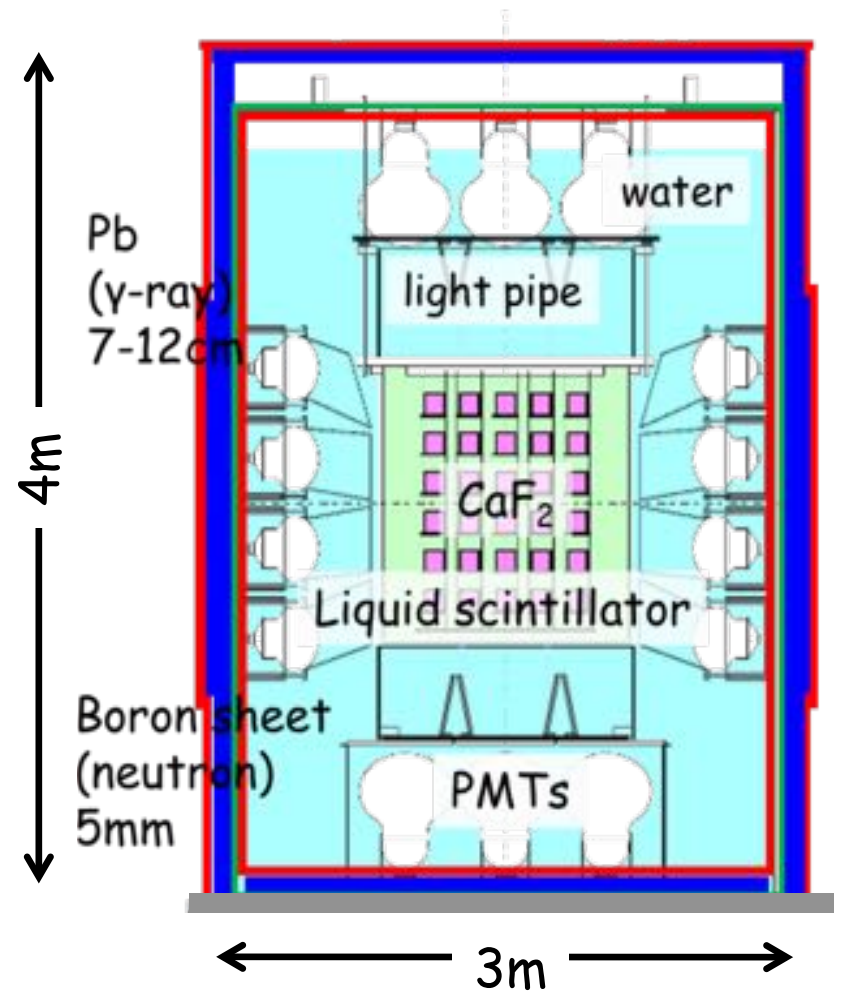 water
Pb
(γ-ray)
7-12cm
light pipe
4m
CaF₂
Liquid scintillator
Boron sheet
(neutron)
5mm
PMTs
3m